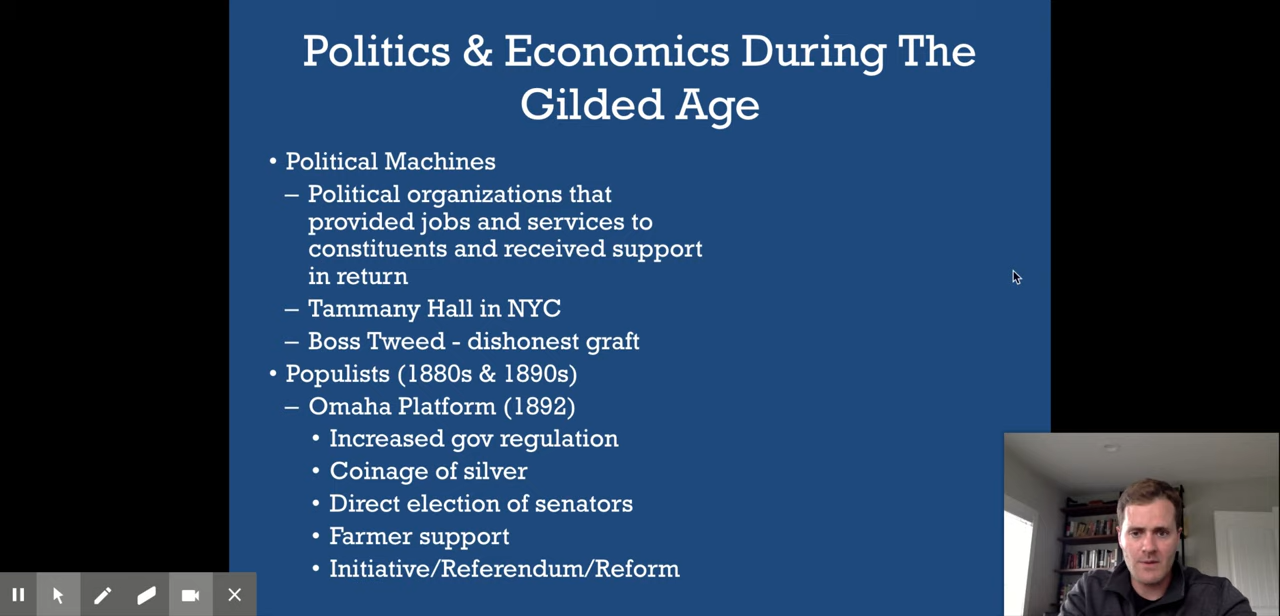 Politics & Economics During The
Gilded Age
• Political Machines
– Political organizations that
provided jobs and services to
constituents and received support
in return
– Tammany Hall in NYC
– Boss Tweed - dishonest graft
• Populists (1880s & 1890s)
– Omaha Platform (1892)
• Increased gov regulation
• Coinage of silver
• Direct election of senators
• Farmer support
• Initiative/Referendum/Reform